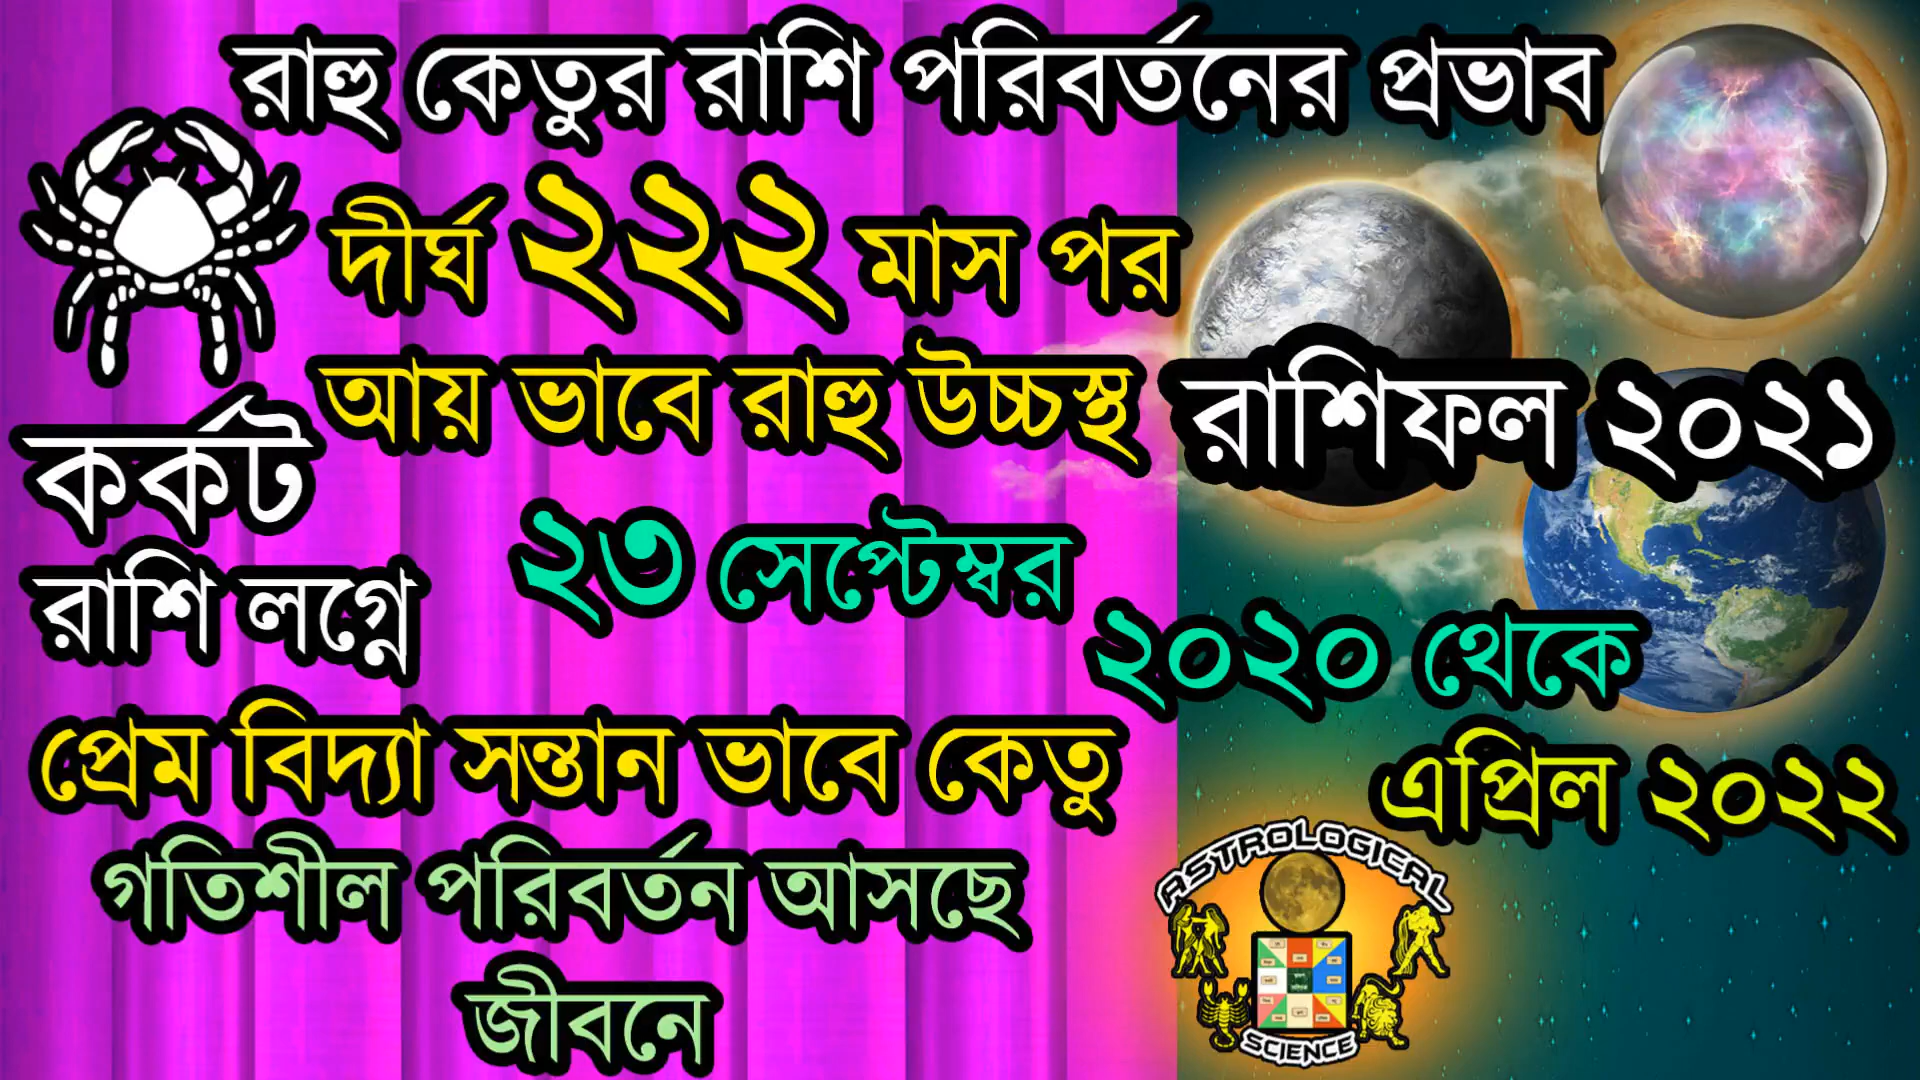 রাহু কেতুর রাশি পরিবর্তনের প্রভাব
দীর্ঘ ২২২ মাস পর
আয় ভাবে রাহু উচ্চস্থ
রাশিফল ২০২১
কর্কট
রাশি লগ্নে
২৩ সেপ্টেম্বর
২০২০ থেকে
এপ্রিল ২০২২
প্রেম বিদ্যা সন্তান ভাবে কেতু
গতিশীল পরিবর্তন আসছে
জীবনে
ASTROLOGICAL
SCIENCE